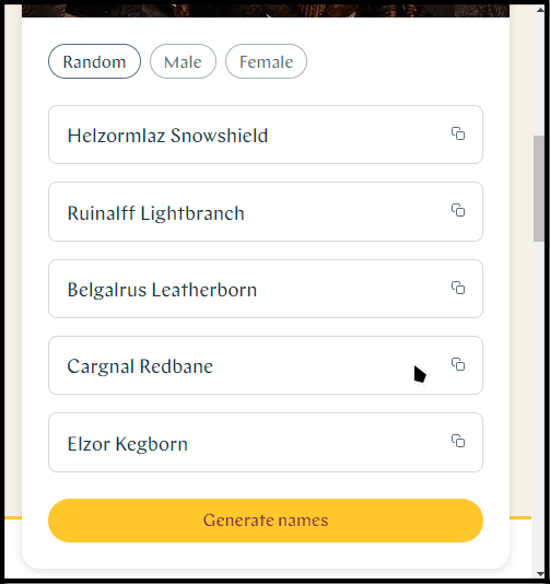 Random Male Female
Helzormlaz Snowshield
Ruinalff Lightbranch
Belgalrus Leatherborn
Cargnal Redbane
Elzor Kegborn
Generate names